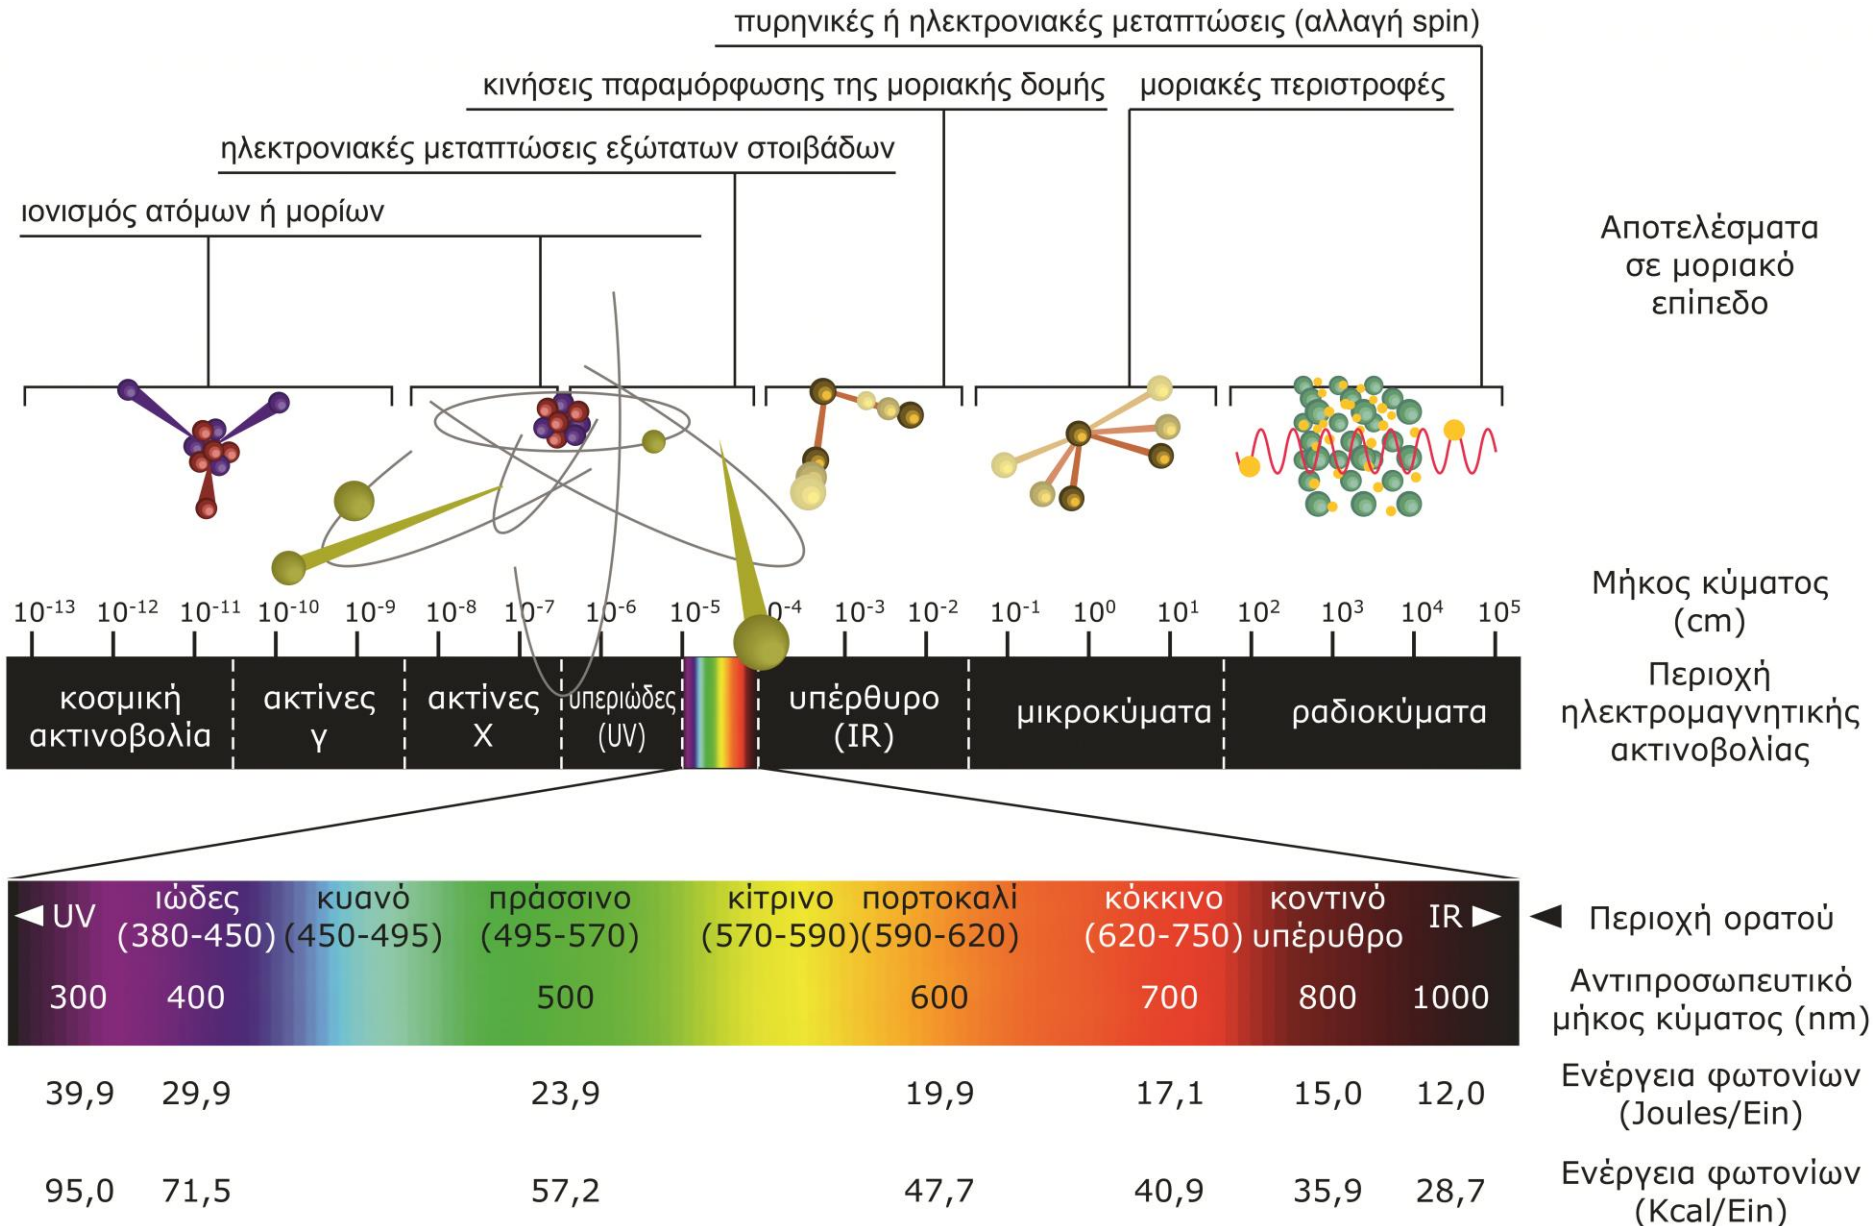 πυρηνικές ή ηλεκτρονιακές μεταπτώσεις (αλλαγή spin)
κινήσεις παραμόρφωσης της μοριακής δομής
μοριακές περιστροφές
ηλεκτρονιακές μεταπτώσεις εξώτατων στοιβάδων
ιονισμός ατόμων ή μορίων
Αποτελέσματα
σε μοριακό
επίπεδο
10⁻¹³ 10⁻¹² 10⁻¹¹ 10⁻¹⁰ 10⁻⁹ 10⁻⁸ 10⁻⁷ 10⁻⁶ 10⁻⁵ 0⁻⁴ 10⁻³ 10⁻² 10⁻¹ 10⁰ 10¹ 10² 10³ 10⁴ 10⁵
Μήκος κύματος
(cm)
κοσμική
ακτινοβολία
ακτίνες
γ
ακτίνες
Χ
υπεριώδες
(UV)
υπέρθυρο
(IR)
μικροκύματα
ραδιοκύματα
Περιοχή
ηλεκτρομαγνητικής
ακτινοβολίας
UV
ιώδες
(380-450)
κυανό
(450-495)
πράσσινο
(495-570)
κίτρινο
(570-590)
πορτοκαλί
(590-620)
κόκκινο
(620-750)
κοντινό
υπέρυθρο
IR
Περιοχή ορατού
300 400 500 600 700 800 1000
Αντιπροσωπευτικό
μήκος κύματος (nm)
39,9 29,9 23,9 19,9 17,1 15,0 12,0
Ενέργεια φωτονίων
(Joules/Ein)
95,0 71,5 57,2 47,7 40,9 35,9 28,7
Ενέργεια φωτονίων
(Kcal/Ein)